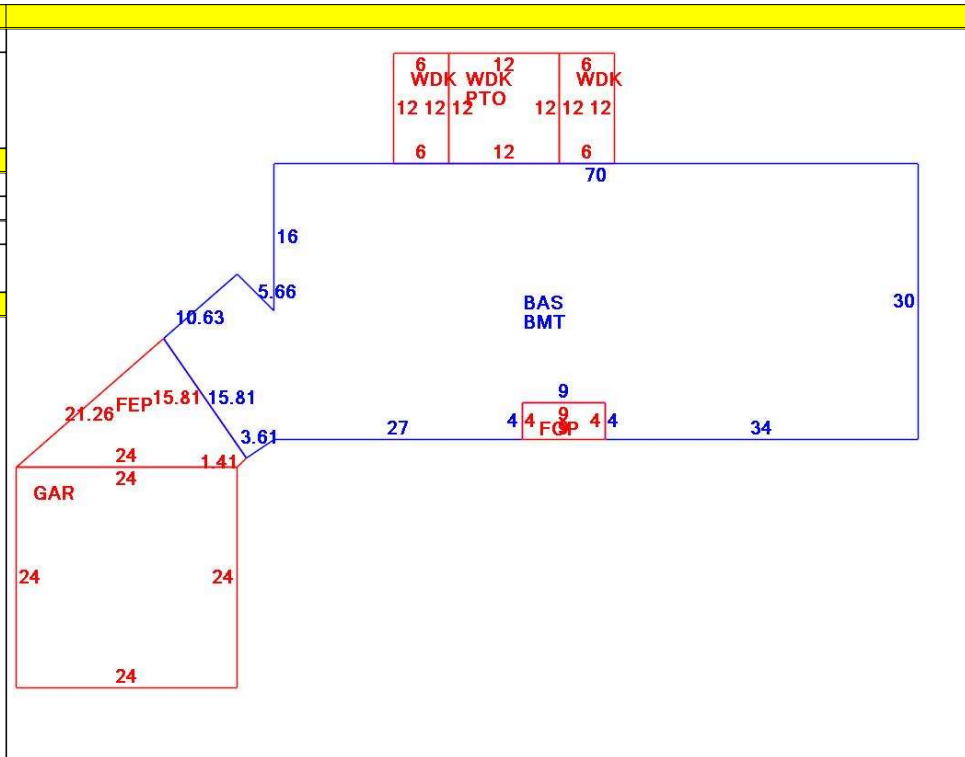 6 12 6
WDK WDK WDK
PTO
12 12 12 12 12 12
6 12 6
70
16
5.66
BAS
30
10.63
BMT
9
21.26 FEP 15.81 15.81
4 4 9 4 4
9
3.61 27 FOP 34
24 1.41
24
GAR
24 24
24